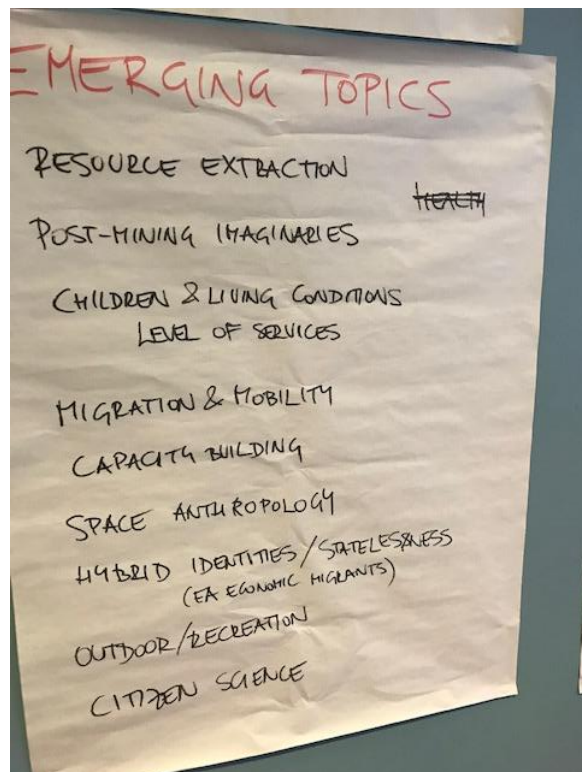 EMERGING TOPICS
RESOURCE EXTRACTION
HEALTH
POST-MINING IMAGINARIES
CHILDREN & LIVING CONDITIONS
LEVEL OF SERVICES
MIGRATION & MOBILITY
CAPACITY BUILDING
SPACE ANTHROPOLOGY
HYBRID IDENTITIES/STATELESSNESS
(EA ECONOMIC MIGRANTS)
OUTDOOR/RECREATION
CITIZEN SCIENCE